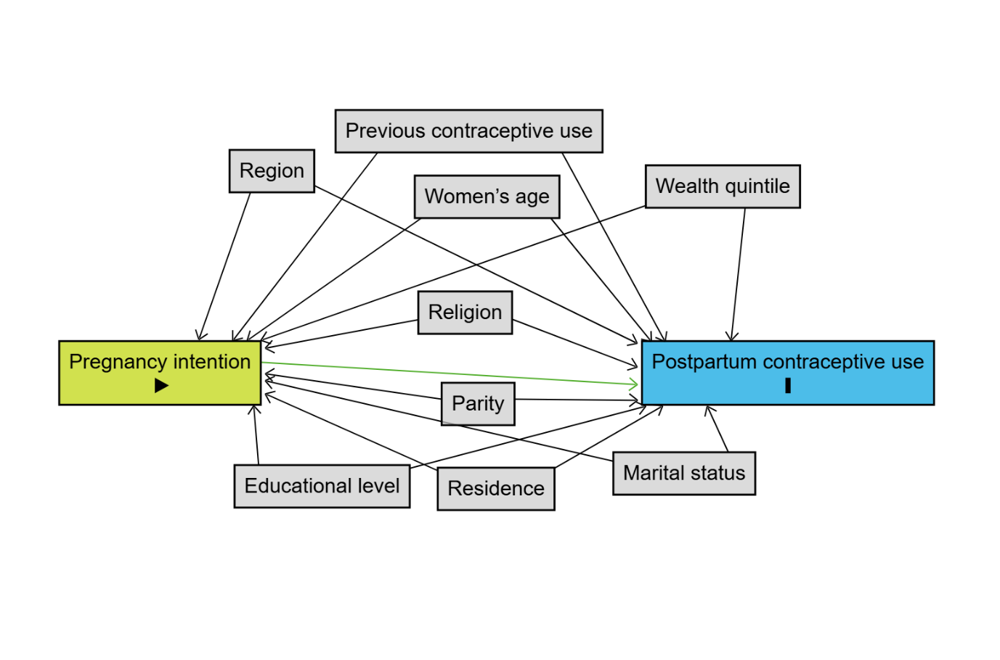 Previous contraceptive use
Region
Women’s age
Wealth quintile
Religion
Pregnancy intention
Postpartum contraceptive use
Parity
Marital status
Educational level
Residence